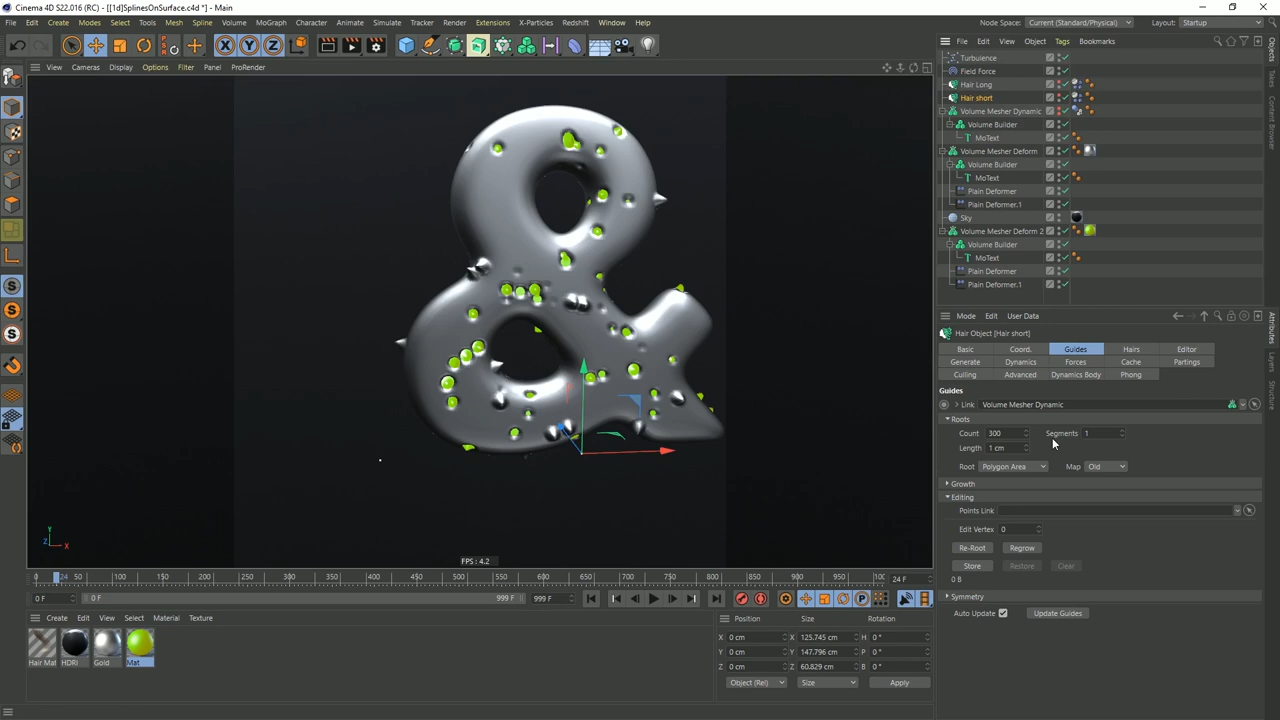 Cinema 4D S22.016 (RC) - [[1d]SplinesOnSurface.c4d *] - Main
File Edit Create Modes Select Tools Mesh Spline Volume MoGraph Character Animate Simulate Tracker Render Extensions X-Particles Redshift Window Help
Node Space: Current (Standard/Physical) Layout: Startup
X Y Z
File Edit View Object Tags Bookmarks
View Cameras Display Options Filter Panel ProRender
Turbulence
Field Force
Hair Long
Hair short
Volume Mesher Dynamic
Volume Builder
MoText
Volume Mesher Deform
Volume Builder
MoText
Plain Deformer
Plain Deformer.1
Sky
Volume Mesher Deform 2
Volume Builder
MoText
Plain Deformer
Plain Deformer.1
Objects
Takes
Content Browser
Mode Edit User Data
Hair Object [Hair short]
Basic Coord. Guides Hairs Editor
Generate Dynamics Forces Cache Partings
Culling Advanced Dynamics Body Phong
Guides
Link Volume Mesher Dynamic
Roots
Count 300 Segments 1
Length 1 cm
Root Polygon Area Map Old
Growth
Editing
Points Link
Edit Vertex 0
Re-Root Regrow
Store Restore Clear
0 B
Symmetry
Auto Update Update Guides
Attributes
Layers
Structure
&
Y
Z X
FPS : 4.2
0 24 50 100 150 200 250 300 350 400 450 500 550 600 650 700 750 800 850 900 950 100 24 F
0 F 0 F 999 F 999 F
P
Create Edit View Select Material Texture
Hair Mat HDRI Gold Mat
Position Size Rotation
X 0 cm X 125.745 cm H 0 °
Y 0 cm Y 147.796 cm P 0 °
Z 0 cm Z 60.829 cm B 0 °
Object (Rel) Size Apply